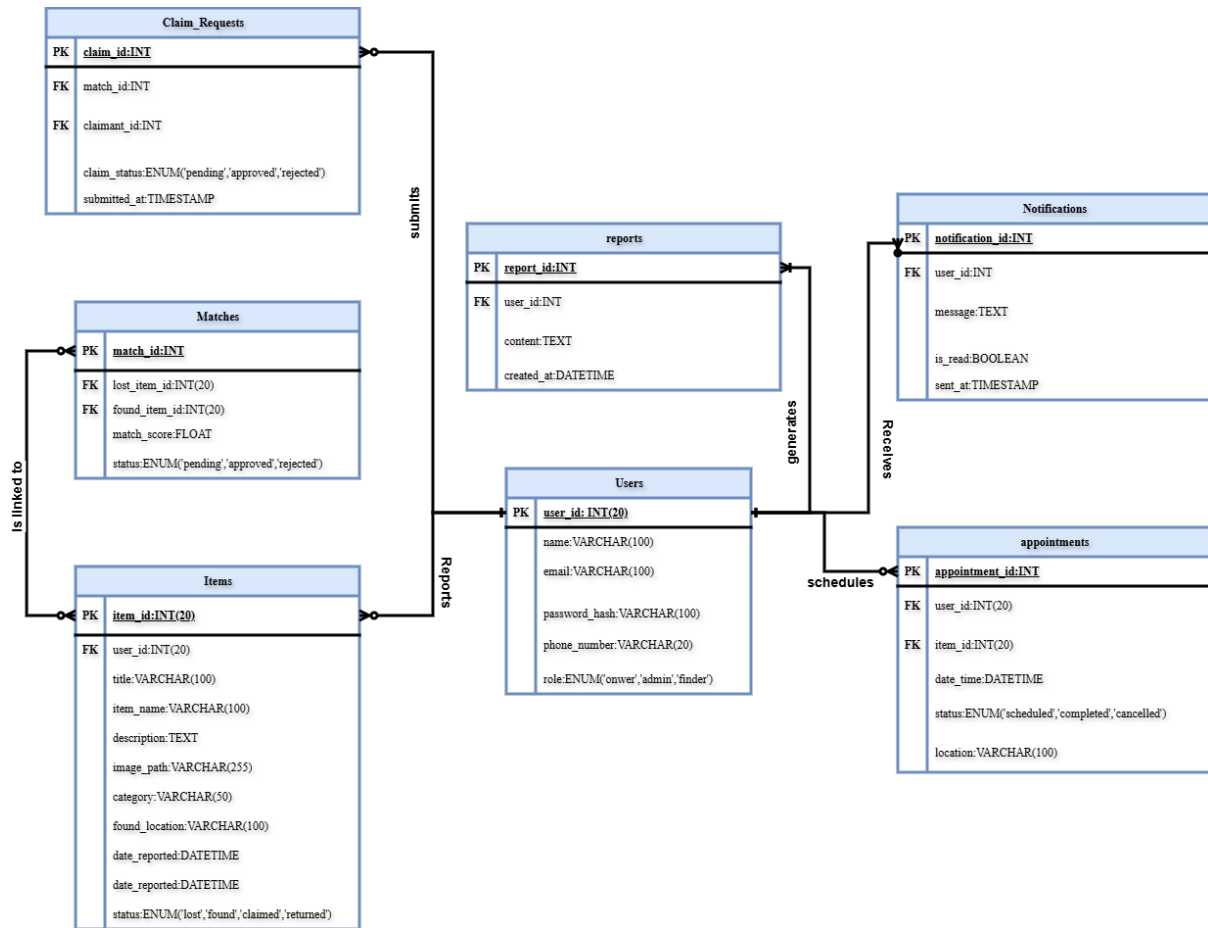 Claim_Requests
PK claim_id:INT
FK match_id:INT
FK claimant_id:INT
claim_status:ENUM('pending','approved','rejected')
submitted_at:TIMESTAMP
submits
Matches
PK match_id:INT
FK lost_item_id:INT(20)
FK found_item_id:INT(20)
match_score:FLOAT
status:ENUM('pending','approved','rejected')
Is linked to
Items
PK item_id:INT(20)
FK user_id:INT(20)
title:VARCHAR(100)
item_name:VARCHAR(100)
description:TEXT
image_path:VARCHAR(255)
category:VARCHAR(50)
found_location:VARCHAR(100)
date_reported:DATETIME
date_reported:DATETIME
status:ENUM('lost','found','claimed','returned')
Reports
reports
PK report_id:INT
FK user_id:INT
content:TEXT
created_at:DATETIME
generates
Users
PK user_id: INT(20)
name:VARCHAR(100)
email:VARCHAR(100)
password_hash:VARCHAR(100)
phone_number:VARCHAR(20)
role:ENUM('onwer','admin','finder')
Receives
Notifications
PK notification_id:INT
FK user_id:INT
message:TEXT
is_read:BOOLEAN
sent_at:TIMESTAMP
schedules
appointments
PK appointment_id:INT
FK user_id:INT(20)
FK item_id:INT(20)
date_time:DATETIME
status:ENUM('scheduled','completed','cancelled')
location:VARCHAR(100)